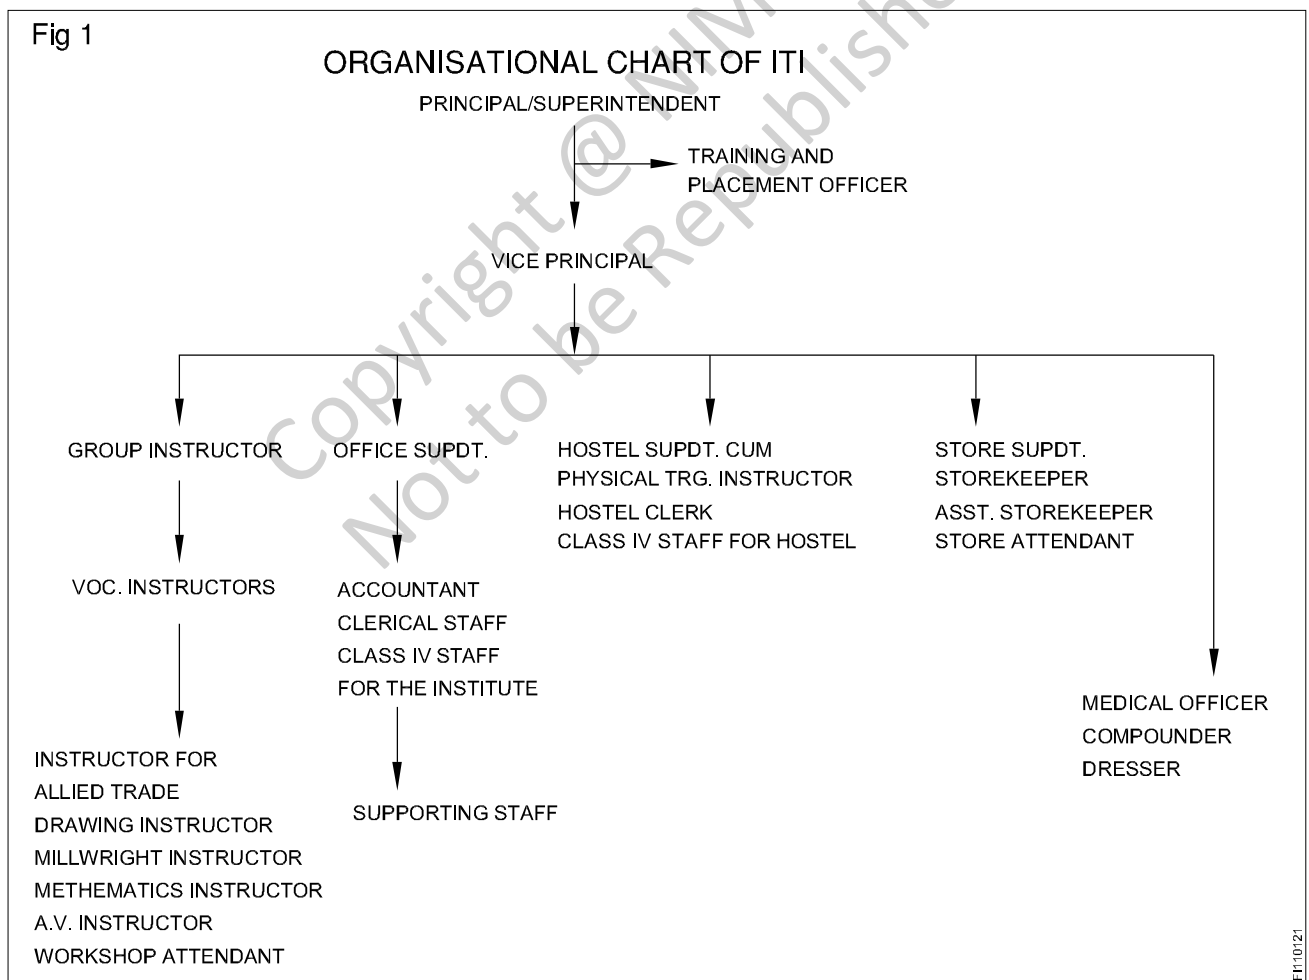 Fig 1
ORGANISATIONAL CHART OF ITI
PRINCIPAL/SUPERINTENDENT
TRAINING AND
PLACEMENT OFFICER
VICE PRINCIPAL
GROUP INSTRUCTOR
VOC. INSTRUCTORS
INSTRUCTOR FOR
ALLIED TRADE
DRAWING INSTRUCTOR
MILLWRIGHT INSTRUCTOR
METHEMATICS INSTRUCTOR
A.V. INSTRUCTOR
WORKSHOP ATTENDANT
OFFICE SUPDT.
ACCOUNTANT
CLERICAL STAFF
CLASS IV STAFF
FOR THE INSTITUTE
SUPPORTING STAFF
HOSTEL SUPDT. CUM
PHYSICAL TRG. INSTRUCTOR
HOSTEL CLERK
CLASS IV STAFF FOR HOSTEL
STORE SUPDT.
STOREKEEPER
ASST. STOREKEEPER
STORE ATTENDANT
MEDICAL OFFICER
COMPOUNDER
DRESSER
Copyright @
Not to be
FI110121